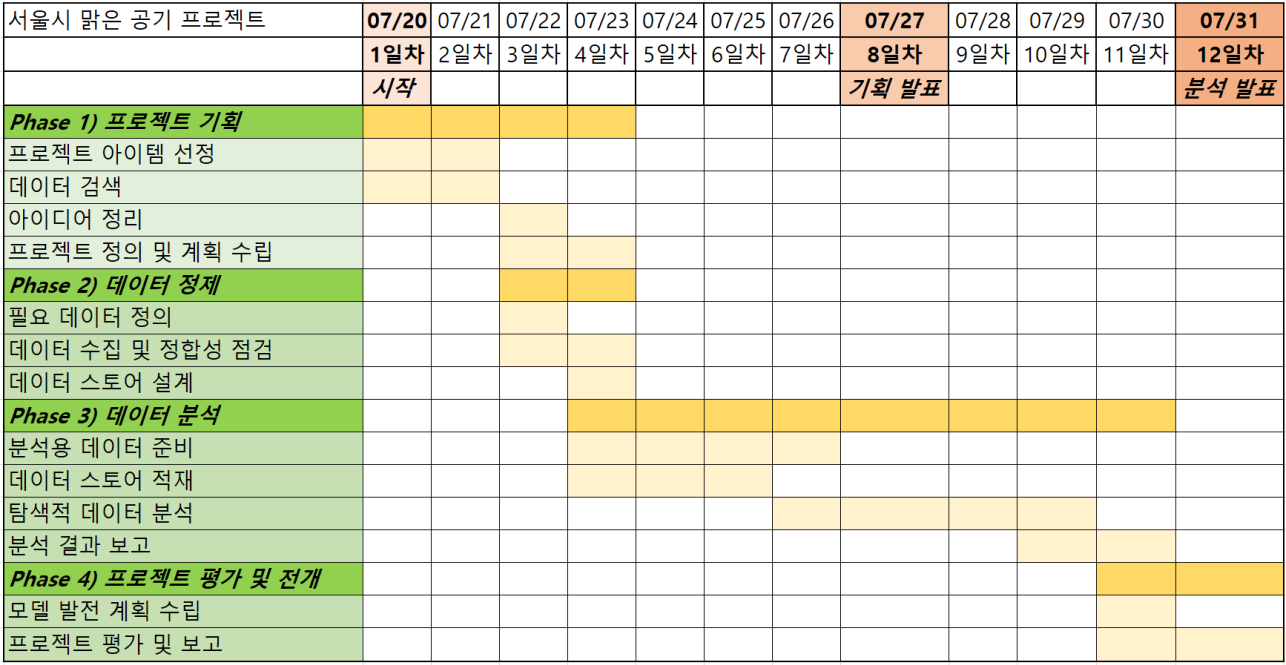 서울시 맑은 공기 프로젝트 07/20 07/21 07/22 07/23 07/24 07/25 07/26 07/27 07/28 07/29 07/30 07/31
1일차 2일차 3일차 4일차 5일차 6일차 7일차 8일차 9일차 10일차 11일차 12일차
시작 기획 발표 분석 발표
Phase 1) 프로젝트 기획
프로젝트 아이템 선정
데이터 검색
아이디어 정리
프로젝트 정의 및 계획 수립
Phase 2) 데이터 정제
필요 데이터 정의
데이터 수집 및 정합성 점검
데이터 스토어 설계
Phase 3) 데이터 분석
분석용 데이터 준비
데이터 스토어 적재
탐색적 데이터 분석
분석 결과 보고
Phase 4) 프로젝트 평가 및 전개
모델 발전 계획 수립
프로젝트 평가 및 보고